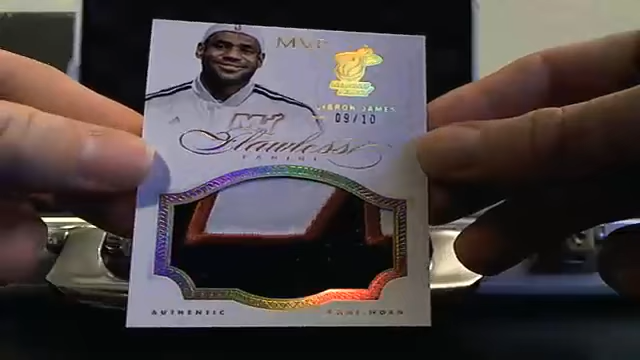 MVP
LEBRON JAMES
09/10
Flawless
PANINI
AUTHENTIC
GAME-WORN